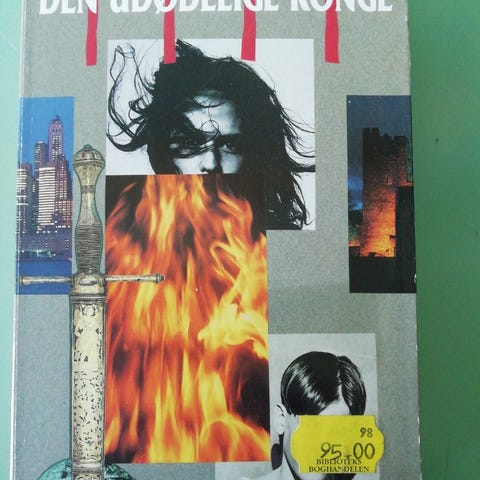 DEN UDØDELIGE KONGE
98
95.00
BIBLIOTEKS
BOGHANDELEN